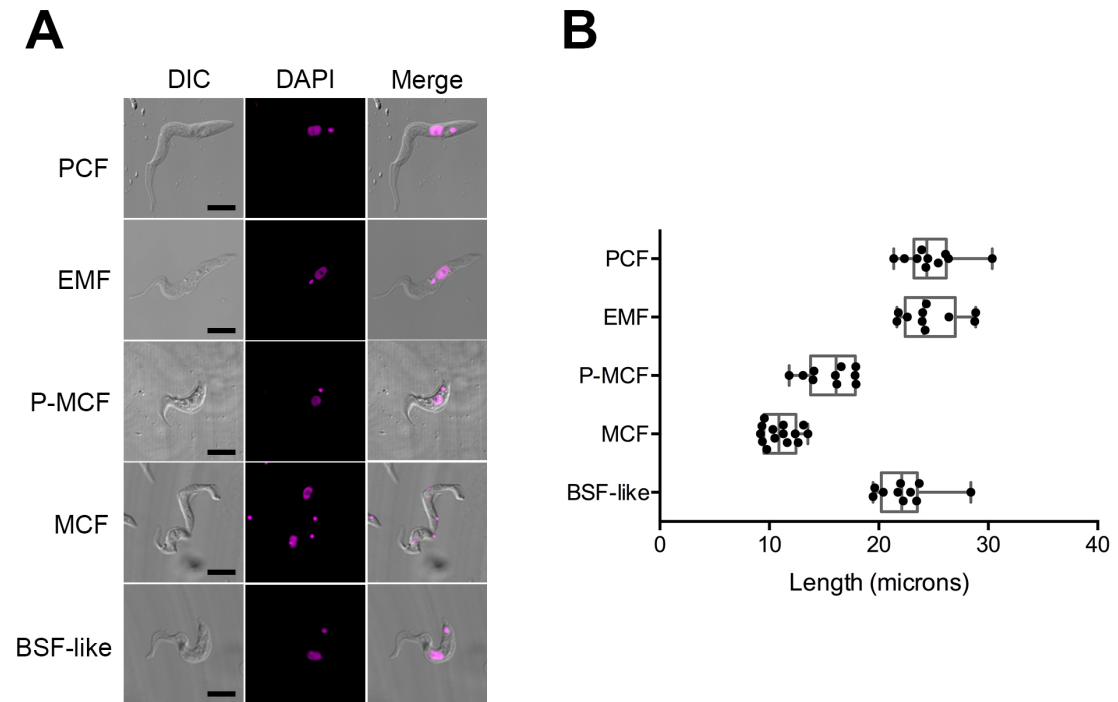 A
B
DIC DAPI Merge
PCF
EMF
P-MCF
MCF
BSF-like
PCF
EMF
P-MCF
MCF
BSF-like
0 10 20 30 40
Length (microns)